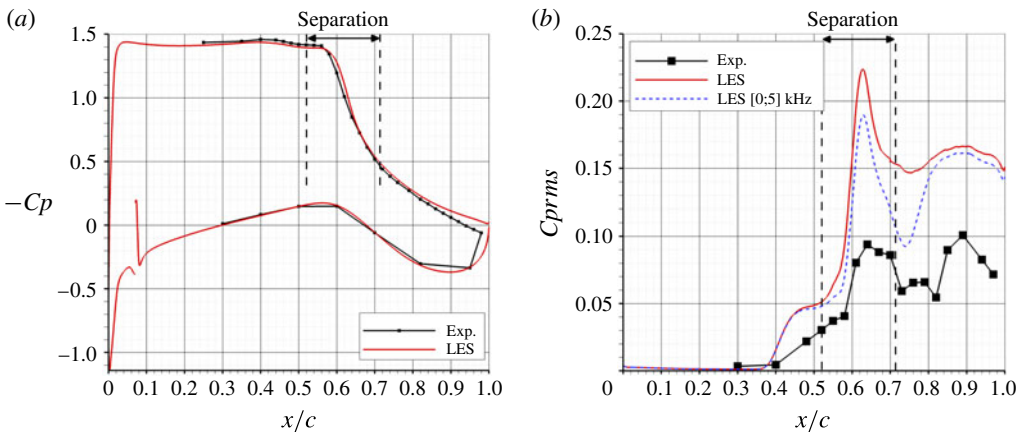 (a)
Separation
1.5
1.0
0.5
0
−0.5
−1.0
−Cp
Exp.
LES
0 0.1 0.2 0.3 0.4 0.5 0.6 0.7 0.8 0.9 1.0
x/c
(b)
Separation
0.25
0.20
0.15
0.10
0.05
0
Cprms
Exp.
LES
LES [0;5] kHz
0.1 0.2 0.3 0.4 0.5 0.6 0.7 0.8 0.9 1.0
x/c